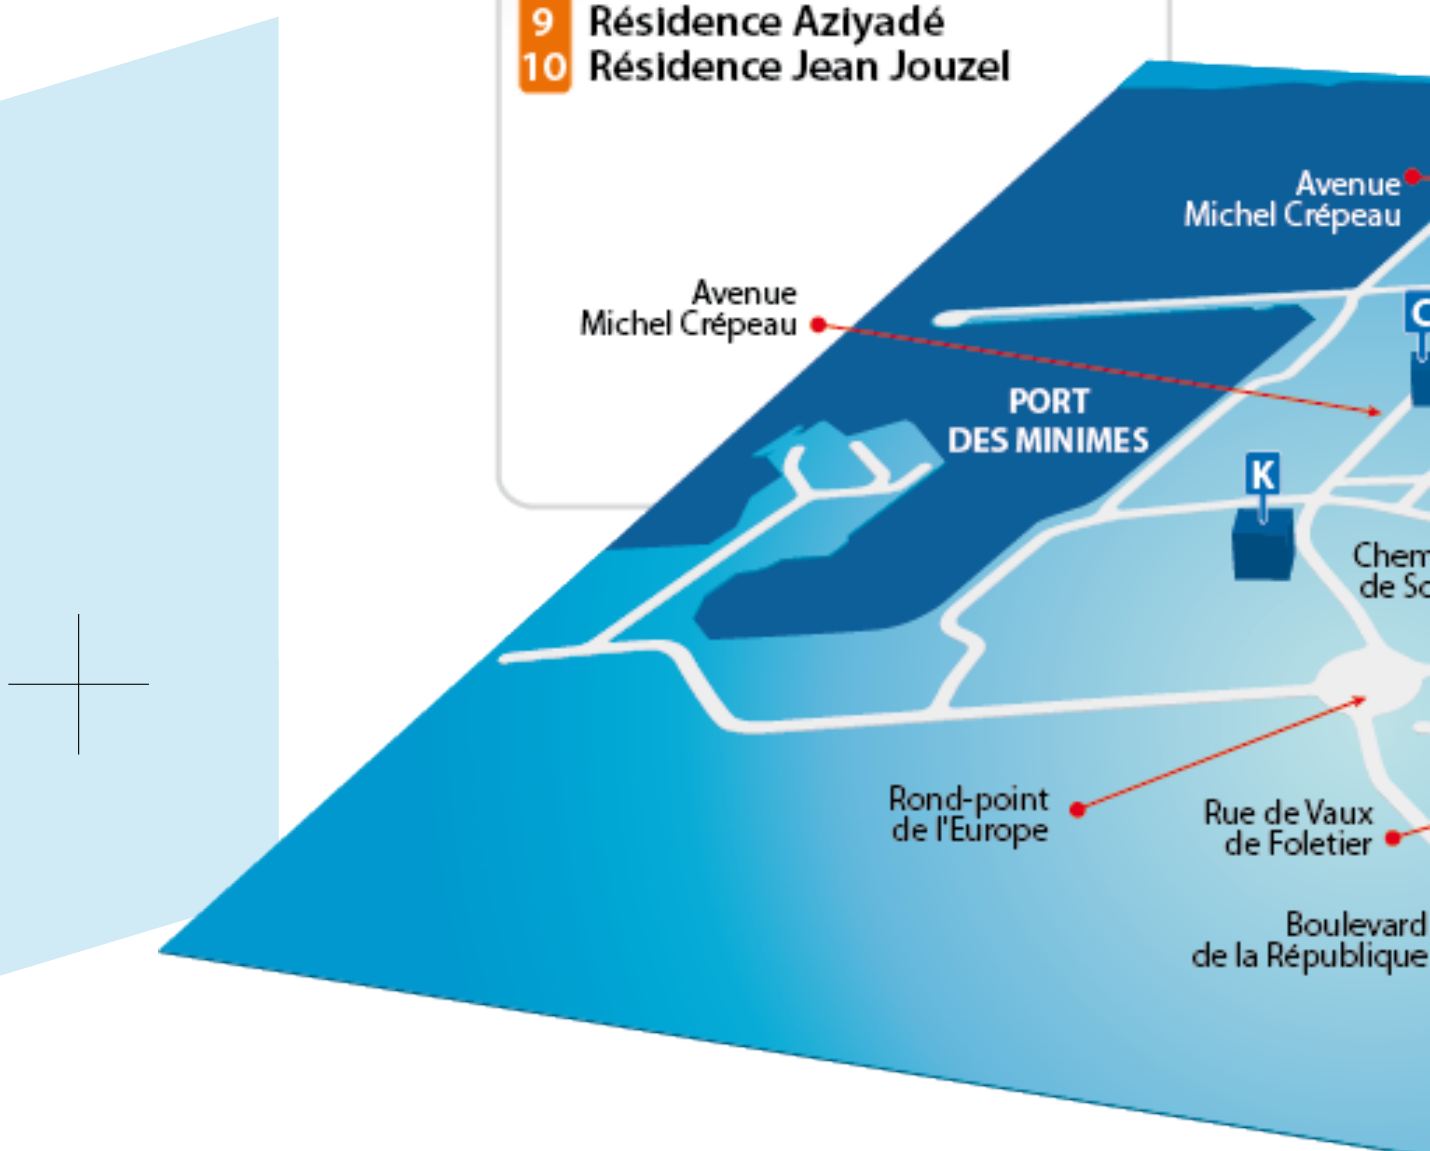 9 Résidence Aziyadé
10 Résidence Jean Jouzel
Avenue
Michel Crépeau
Avenue
Michel Crépeau
C
PORT
DES MINIMES
K
de
Rond-point
de l'Europe
Rue de Vaux
de Foletier
Boulevard
de la République